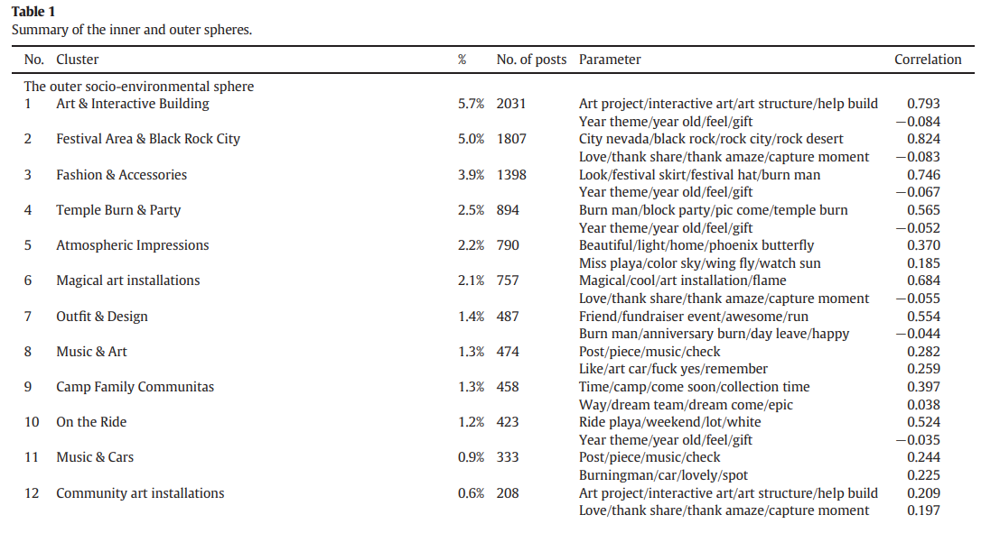 Table 1
Summary of the inner and outer spheres.
No. Cluster % No. of posts Parameter Correlation
The outer socio-environmental sphere
1 Art & Interactive Building 5.7% 2031 Art project/interactive art/art structure/help build 0.793
Year theme/year old/feel/gift −0.084
2 Festival Area & Black Rock City 5.0% 1807 City nevada/black rock/rock city/rock desert 0.824
Love/thank share/thank amaze/capture moment −0.083
3 Fashion & Accessories 3.9% 1398 Look/festival skirt/festival hat/burn man 0.746
Year theme/year old/feel/gift −0.067
4 Temple Burn & Party 2.5% 894 Burn man/block party/pic come/temple burn 0.565
Year theme/year old/feel/gift −0.052
5 Atmospheric Impressions 2.2% 790 Beautiful/light/home/phoenix butterfly 0.370
Miss playa/color sky/wing fly/watch sun 0.185
6 Magical art installations 2.1% 757 Magical/cool/art installation/flame 0.684
Love/thank share/thank amaze/capture moment −0.055
7 Outfit & Design 1.4% 487 Friend/fundraiser event/awesome/run 0.554
Burn man/anniversary burn/day leave/happy −0.044
8 Music & Art 1.3% 474 Post/piece/music/check 0.282
Like/art car/fuck yes/remember 0.259
9 Camp Family Communitas 1.3% 458 Time/camp/come soon/collection time 0.397
Way/dream team/dream come/epic 0.038
10 On the Ride 1.2% 423 Ride playa/weekend/lot/white 0.524
Year theme/year old/feel/gift −0.035
11 Music & Cars 0.9% 333 Post/piece/music/check 0.244
Burningman/car/lovely/spot 0.225
12 Community art installations 0.6% 208 Art project/interactive art/art structure/help build 0.209
Love/thank share/thank amaze/capture moment 0.197